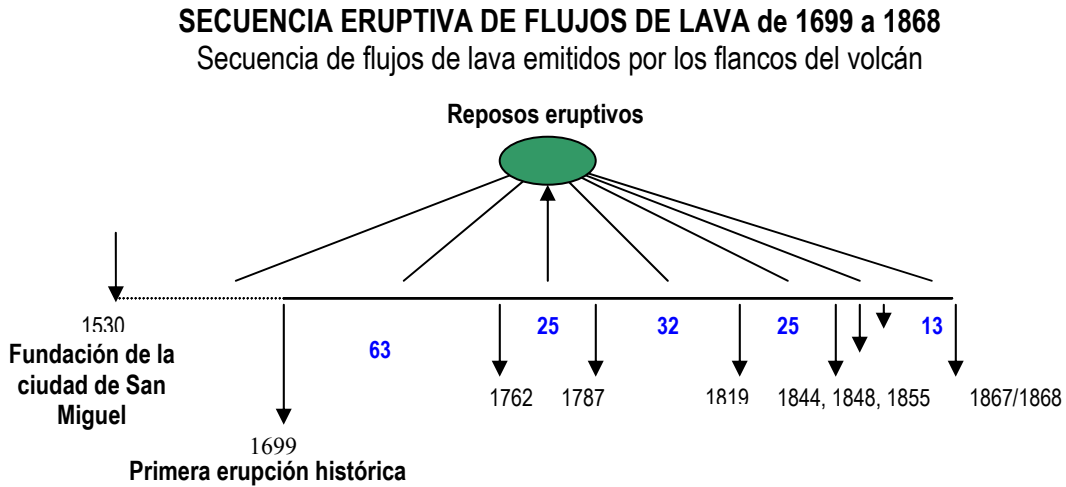 SECUENCIA ERUPTIVA DE FLUJOS DE LAVA de 1699 a 1868
Secuencia de flujos de lava emitidos por los flancos del volcán
Reposos eruptivos
1530
Fundación de la
ciudad de San
Miguel
63
25
32
25
13
1762
1787
1819
1844, 1848, 1855
1867/1868
1699
Primera erupción histórica